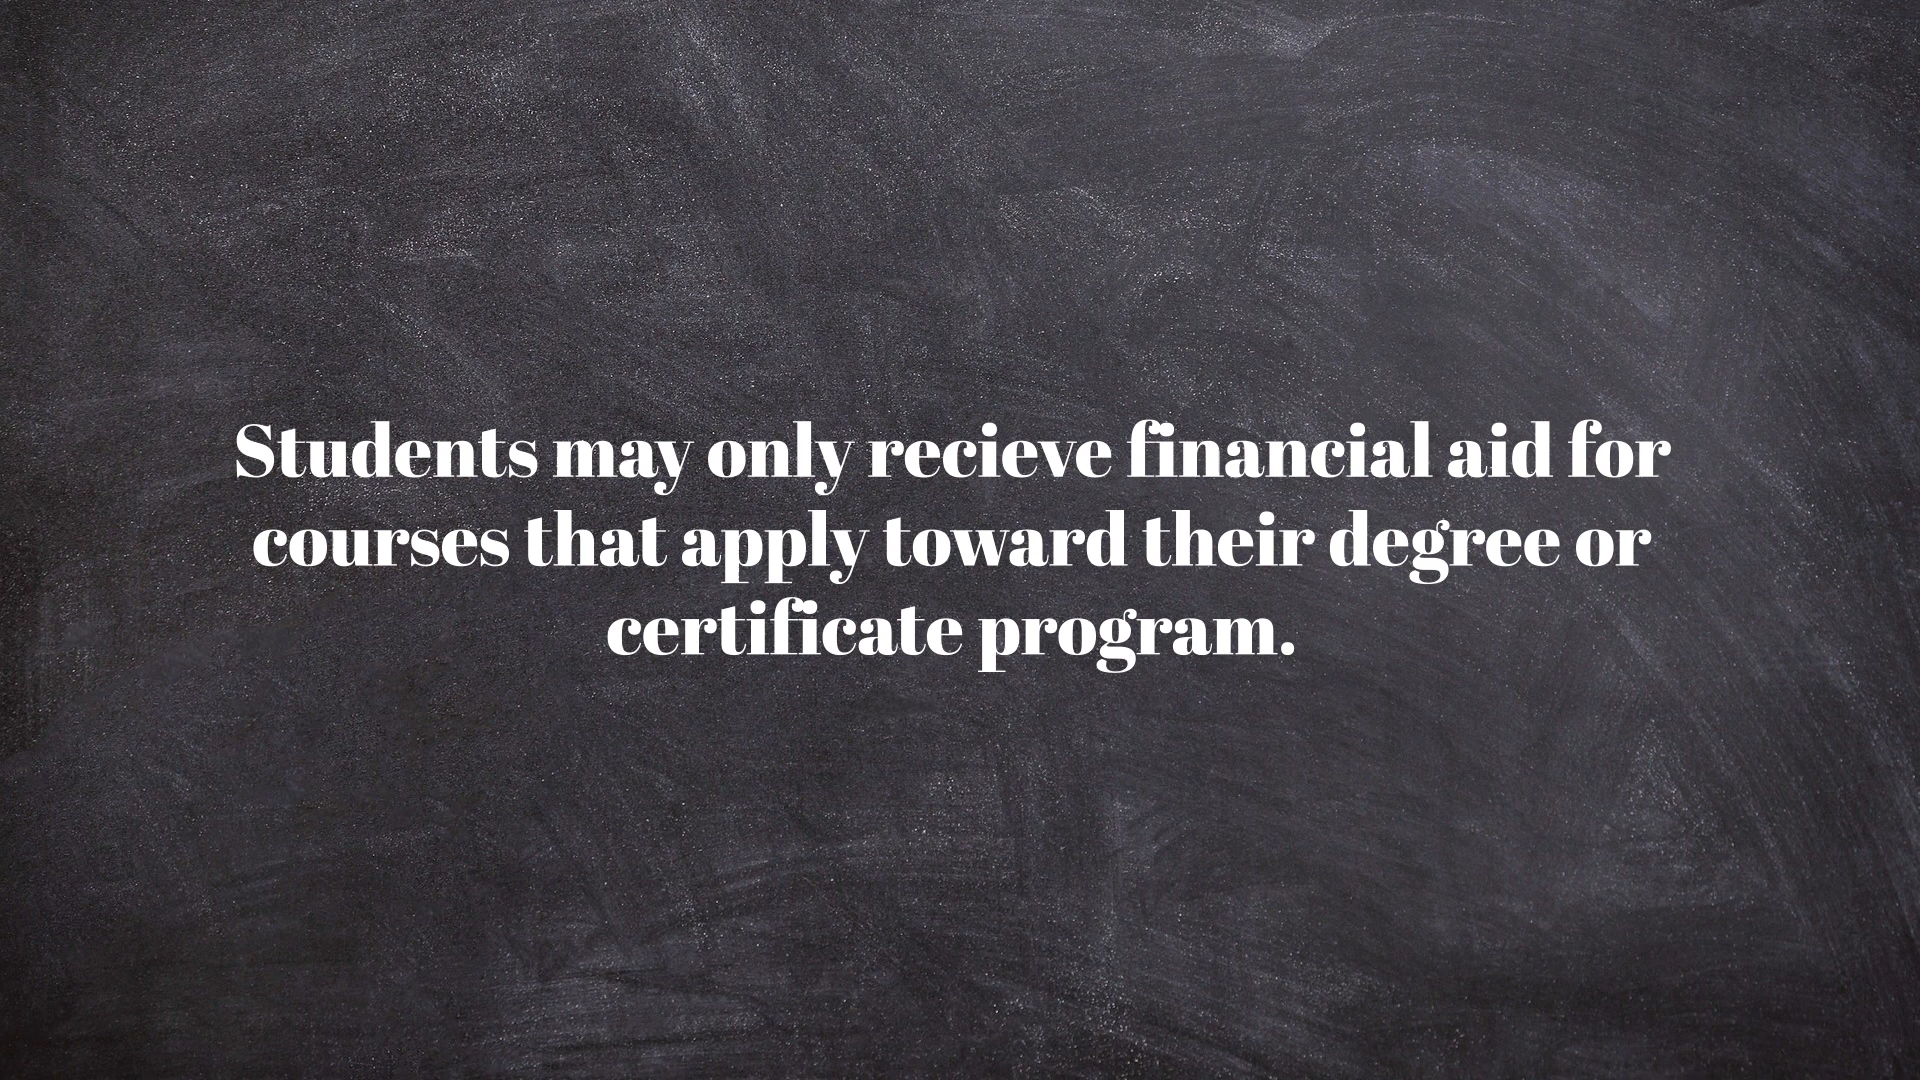 Students may only recieve financial aid for
courses that apply toward their degree or
certificate program.